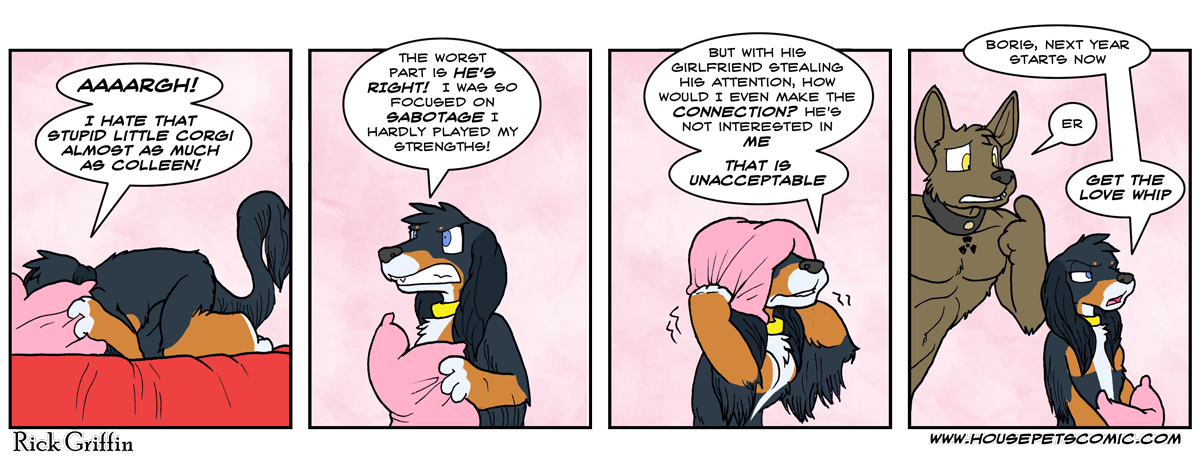 AAAARGH!
I HATE THAT
STUPID LITTLE CORGI
ALMOST AS MUCH
AS COLLEEN!
THE WORST
PART IS HE'S
RIGHT! I WAS SO
FOCUSED ON
SABOTAGE I
HARDLY PLAYED MY
STRENGTHS!
BUT WITH HIS
GIRLFRIEND STEALING
HIS ATTENTION, HOW
WOULD I EVEN MAKE THE
CONNECTION? HE'S
NOT INTERESTED IN
ME
THAT IS
UNACCEPTABLE
BORIS, NEXT YEAR
STARTS NOW
ER
GET THE
LOVE WHIP
Rick Griffin
WWW.HOUSEPETSCOMIC.COM